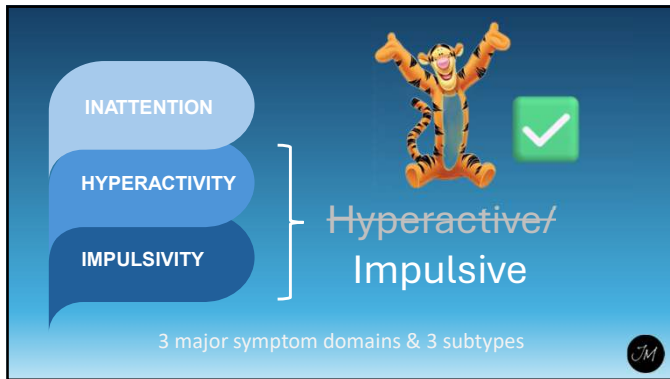 INATTENTION
HYPERACTIVITY
IMPULSIVITY
Hyperactive/
Impulsive
3 major symptom domains & 3 subtypes
JM